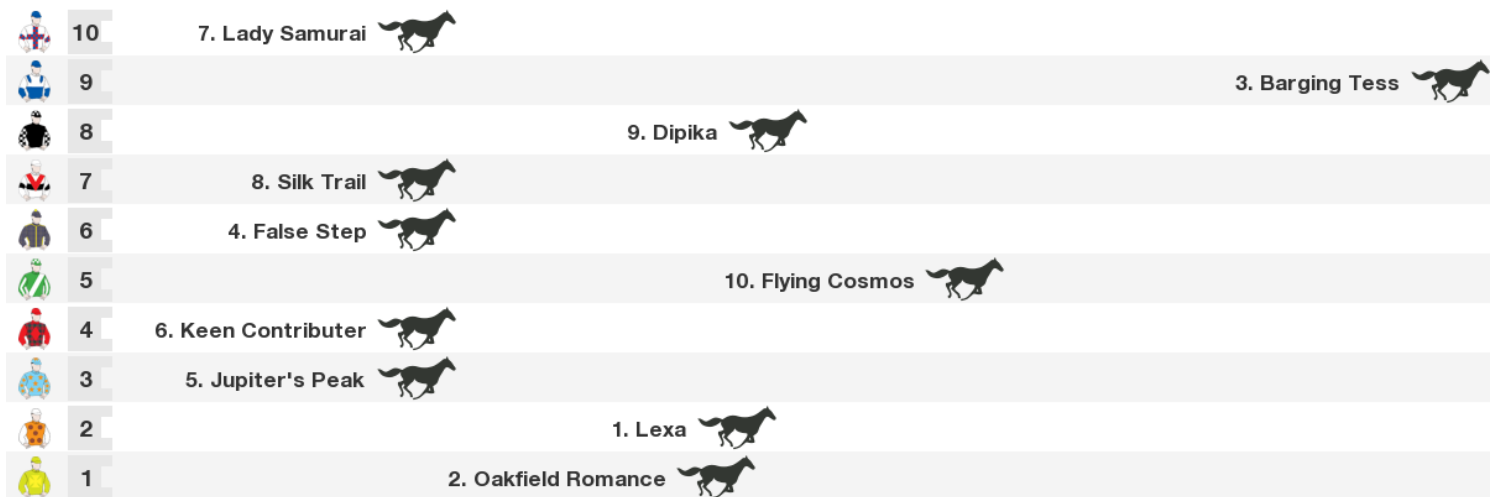 10 7. Lady Samurai
9 3. Barging Tess
8 9. Dipika
7 8. Silk Trail
6 4. False Step
5 10. Flying Cosmos
4 6. Keen Contributer
3 5. Jupiter's Peak
2 1. Lexa
1 2. Oakfield Romance